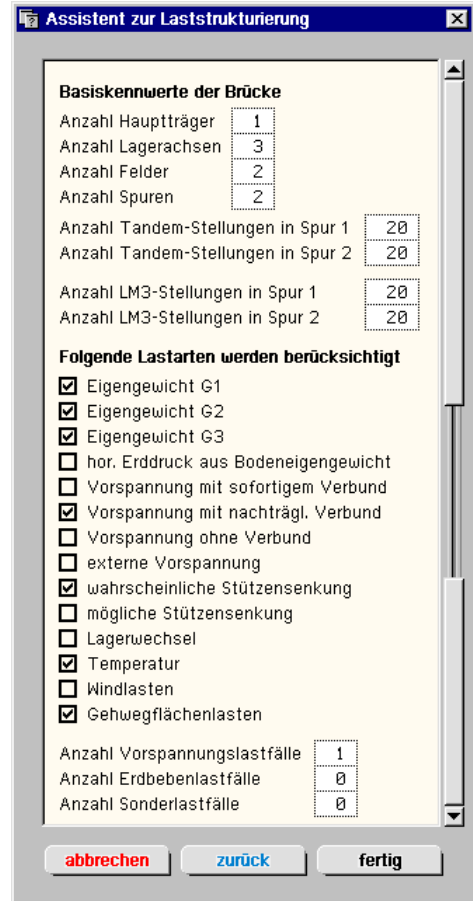 Assistent zur Laststrukturierung
Basiskennwerte der Brücke
Anzahl Hauptträger 1
Anzahl Lagerachsen 3
Anzahl Felder 2
Anzahl Spuren 2
Anzahl Tandem-Stellungen in Spur 1 20
Anzahl Tandem-Stellungen in Spur 2 20
Anzahl LM3-Stellungen in Spur 1 20
Anzahl LM3-Stellungen in Spur 2 20
Folgende Lastarten werden berücksichtigt
Eigengewicht G1
Eigengewicht G2
Eigengewicht G3
hor. Erddruck aus Bodeneigengewicht
Vorspannung mit sofortigem Verbund
Vorspannung mit nachträgl. Verbund
Vorspannung ohne Verbund
externe Vorspannung
wahrscheinliche Stützensenkung
mögliche Stützensenkung
Lagerwechsel
Temperatur
Windlasten
Gehwegflächenlasten
Anzahl Vorspannungslastfälle 1
Anzahl Erdbebenlastfälle 0
Anzahl Sonderlastfälle 0
abbrechen zurück fertig